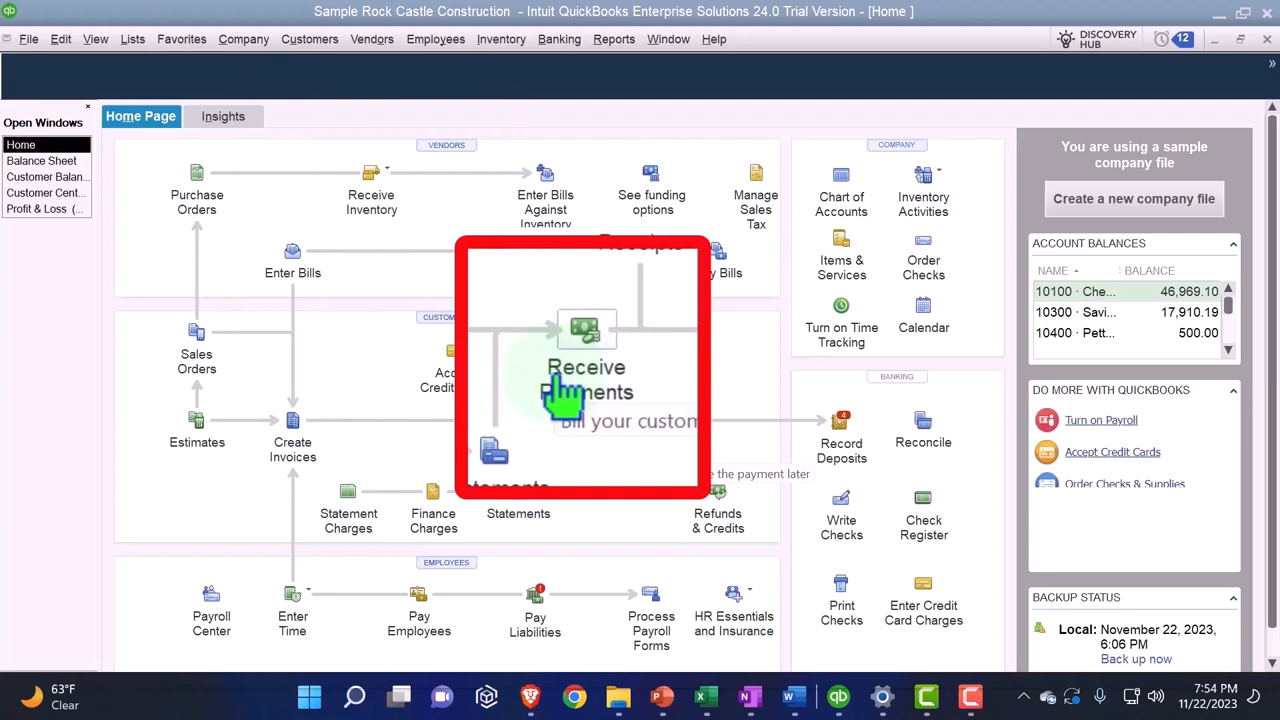 Sample Rock Castle Construction - Intuit QuickBooks Enterprise Solutions 24.0 Trial Version - [Home ]
File Edit View Lists Favorites Company Customers Vendors Employees Inventory Banking Reports Window Help
DISCOVERY
HUB
12
Open Windows
Home
Balance Sheet
Customer Balan...
Customer Cent...
Profit & Loss (...
Home Page
Insights
VENDORS
Purchase
Orders
Receive
Inventory
Enter Bills
Against
Inventory
See funding
options
Manage
Sales
Tax
Enter Bills
Bills
Sales
Orders
Estimates
Create
Invoices
Receive
Bill your custom
e the payment later
Statement
Charges
Finance
Charges
Statements
Refunds
& Credits
EMPLOYEES
Payroll
Center
Enter
Time
Pay
Employees
Pay
Liabilities
Process
Payroll
Forms
HR Essentials
and Insurance
COMPANY
Chart of
Accounts
Inventory
Activities
Items &
Services
Order
Checks
Turn on Time
Tracking
Calendar
BANKING
4
Record
Deposits
Reconcile
Write
Checks
Check
Register
Print
Checks
Enter Credit
Card Charges
You are using a sample
company file
Create a new company file
ACCOUNT BALANCES
NAME BALANCE
10100 · Che... 46,969.10
10300 · Savi... 17,910.19
10400 · Pett... 500.00
DO MORE WITH QUICKBOOKS
Turn on Payroll
Accept Credit Cards
Order Checks & Supplies
BACKUP STATUS
Local: November 22, 2023,
6:06 PM
Back up now
63°F
Clear
7:54 PM
11/22/2023